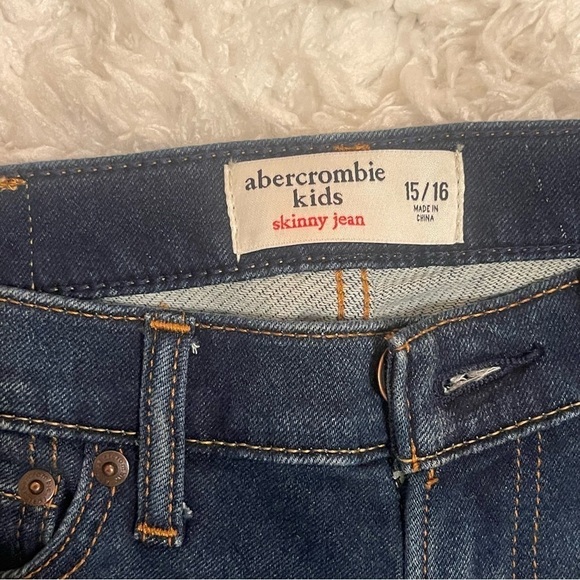 abercrombie
kids
skinny jean
15/16
MADE IN
CHINA